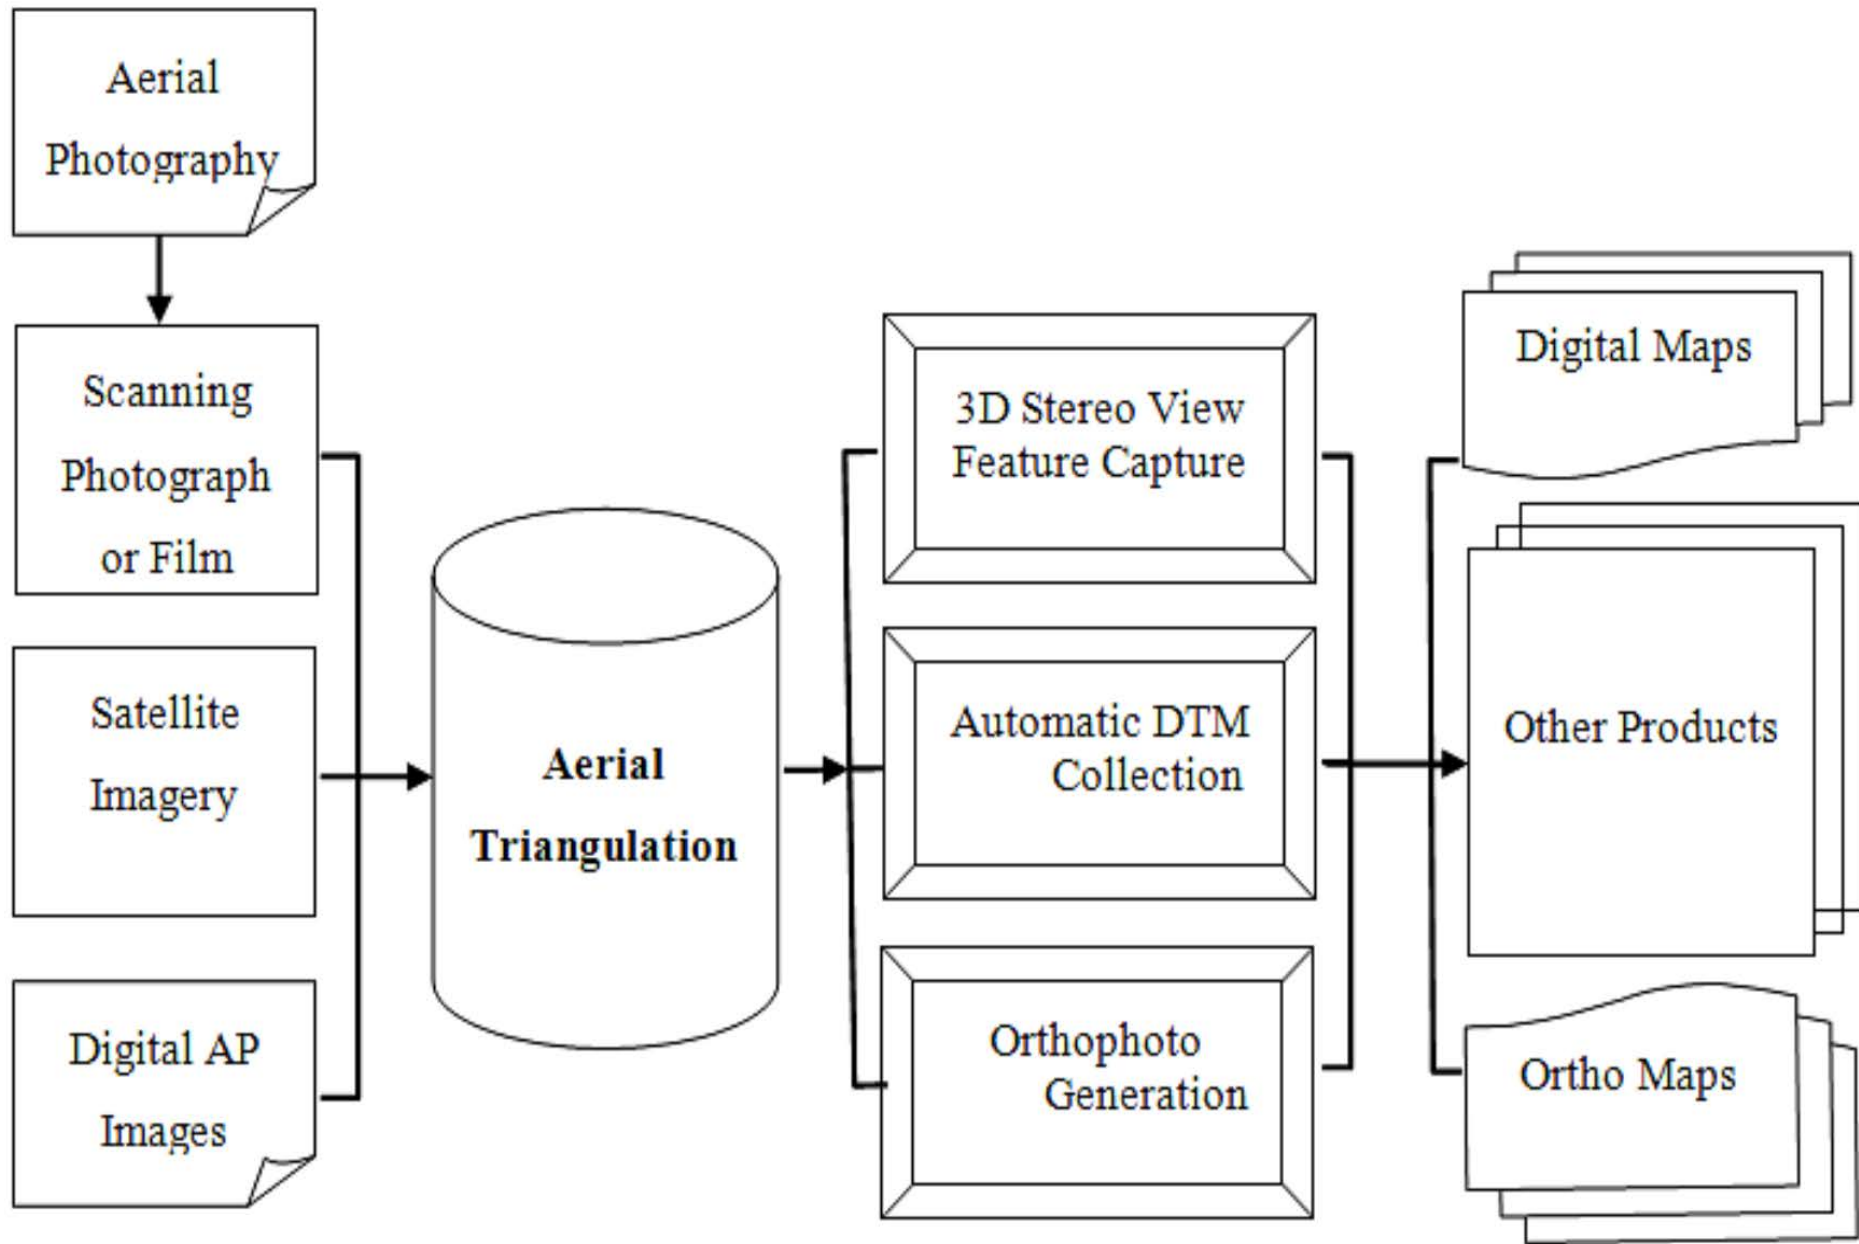 Aerial
Photography
Scanning
Photograph
or Film
Satellite
Imagery
Digital AP
Images
Aerial
Triangulation
3D Stereo View
Feature Capture
Automatic DTM
Collection
Orthophoto
Generation
Digital Maps
Other Products
Ortho Maps